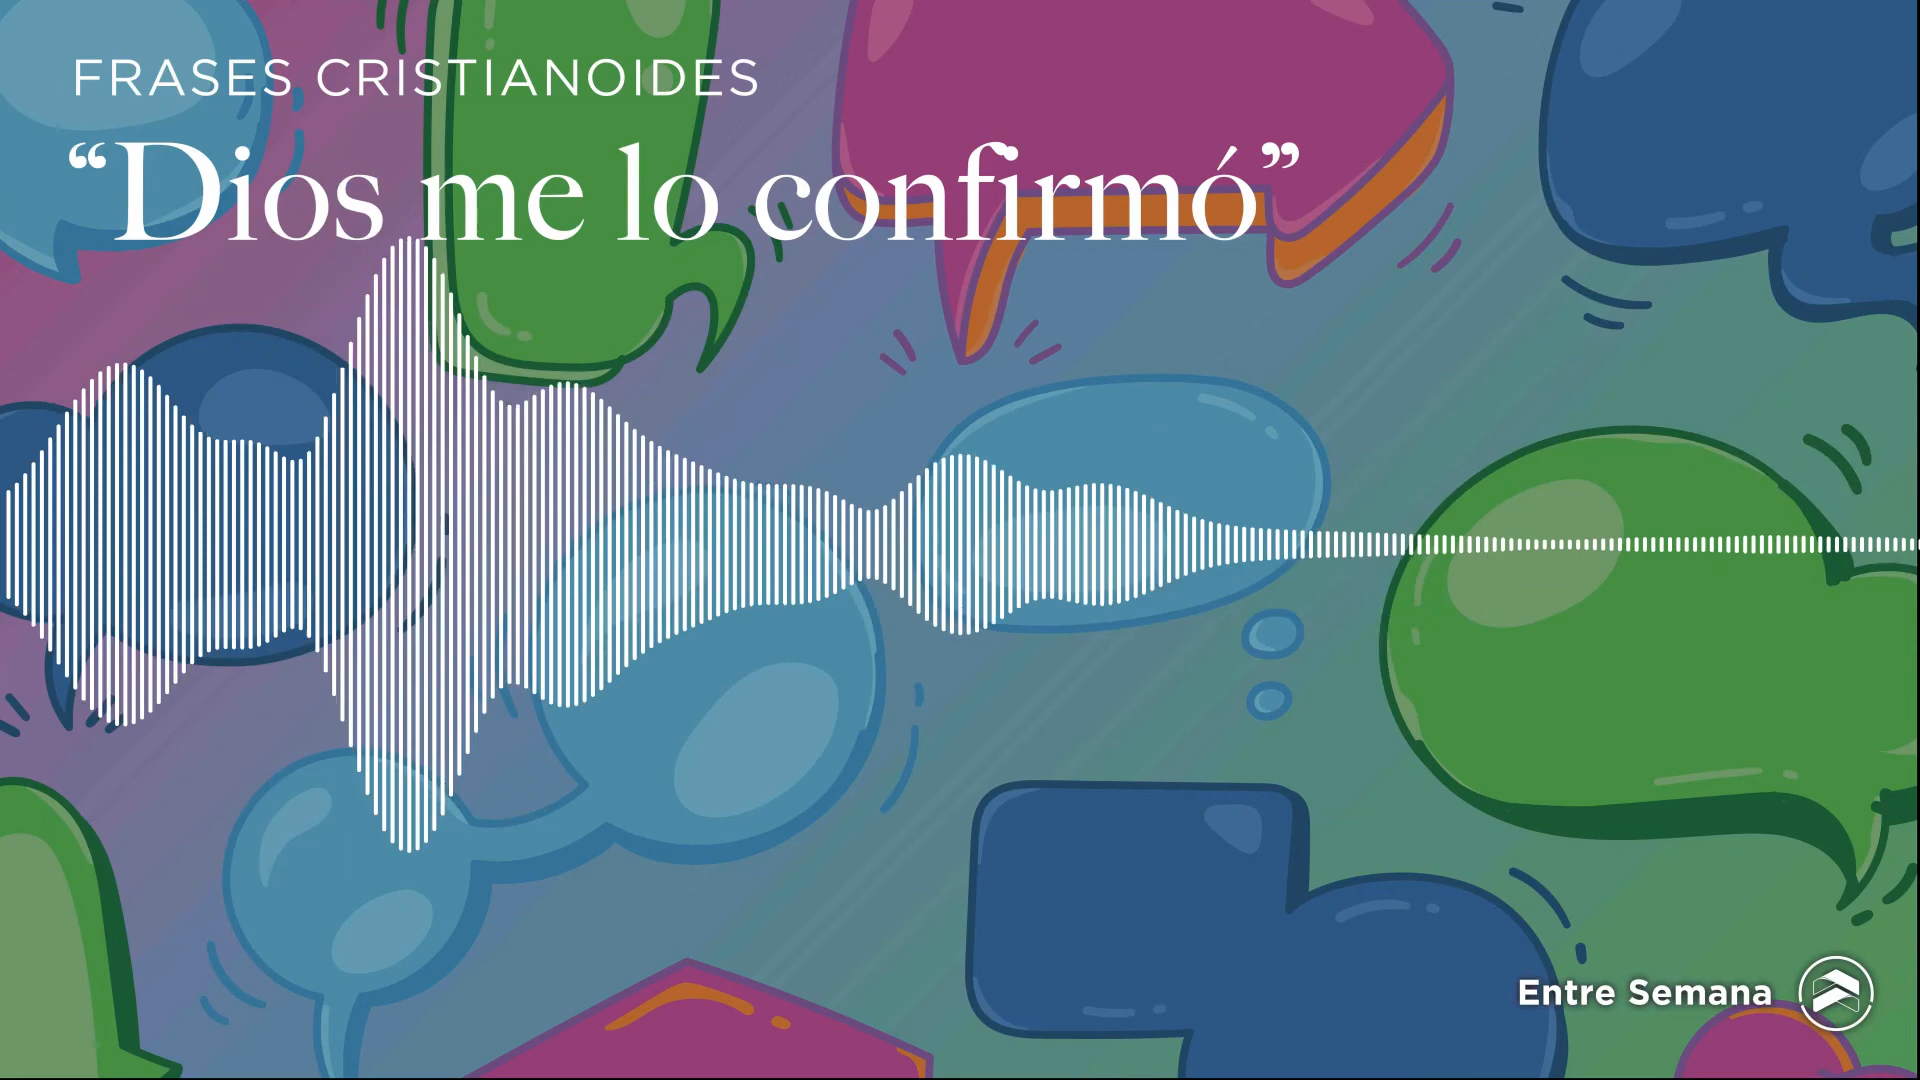 FRASES CRISTIANOIDES
“Dios me lo confirmó”
Entre Semana